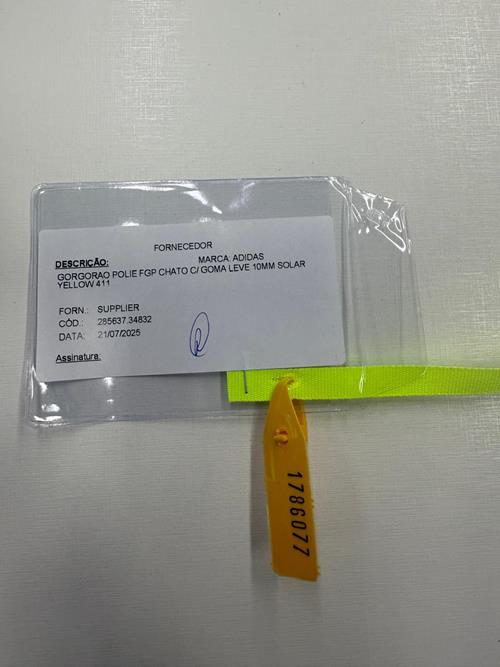 FORNECEDOR
DESCRIÇÃO: MARCA: ADIDAS
GORGORAO POLIE FGP CHATO C/ GOMA LEVE 10MM SOLAR
YELLOW 411
FORN.: SUPPLIER
CÓD.: 285637.34832
DATA: 21/07/2025
Assinatura:
1786077